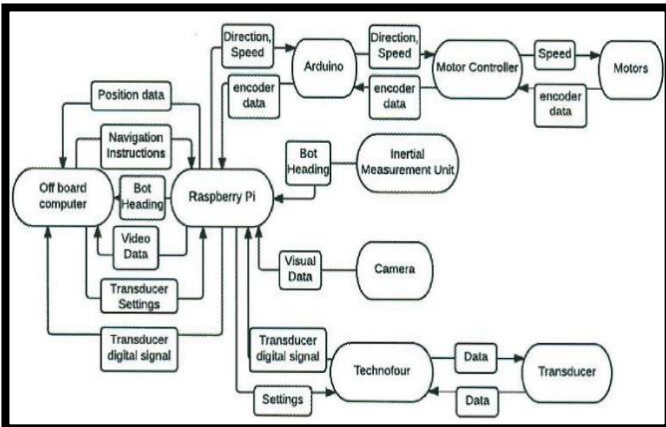 Direction,
Speed
Arduino
Direction,
Speed
Motor Controller
Speed
Motors
encoder
data
encoder
data
encoder
data
Position data
Navigation
Instructions
Off board
computer
Bot
Heading
Raspberry Pi
Bot
Heading
Inertial
Measurement Unit
Video
Data
Visual
Data
Camera
Transducer
Settings
Transducer
digital signal
Transducer
digital signal
Technofour
Data
Transducer
Settings
Data